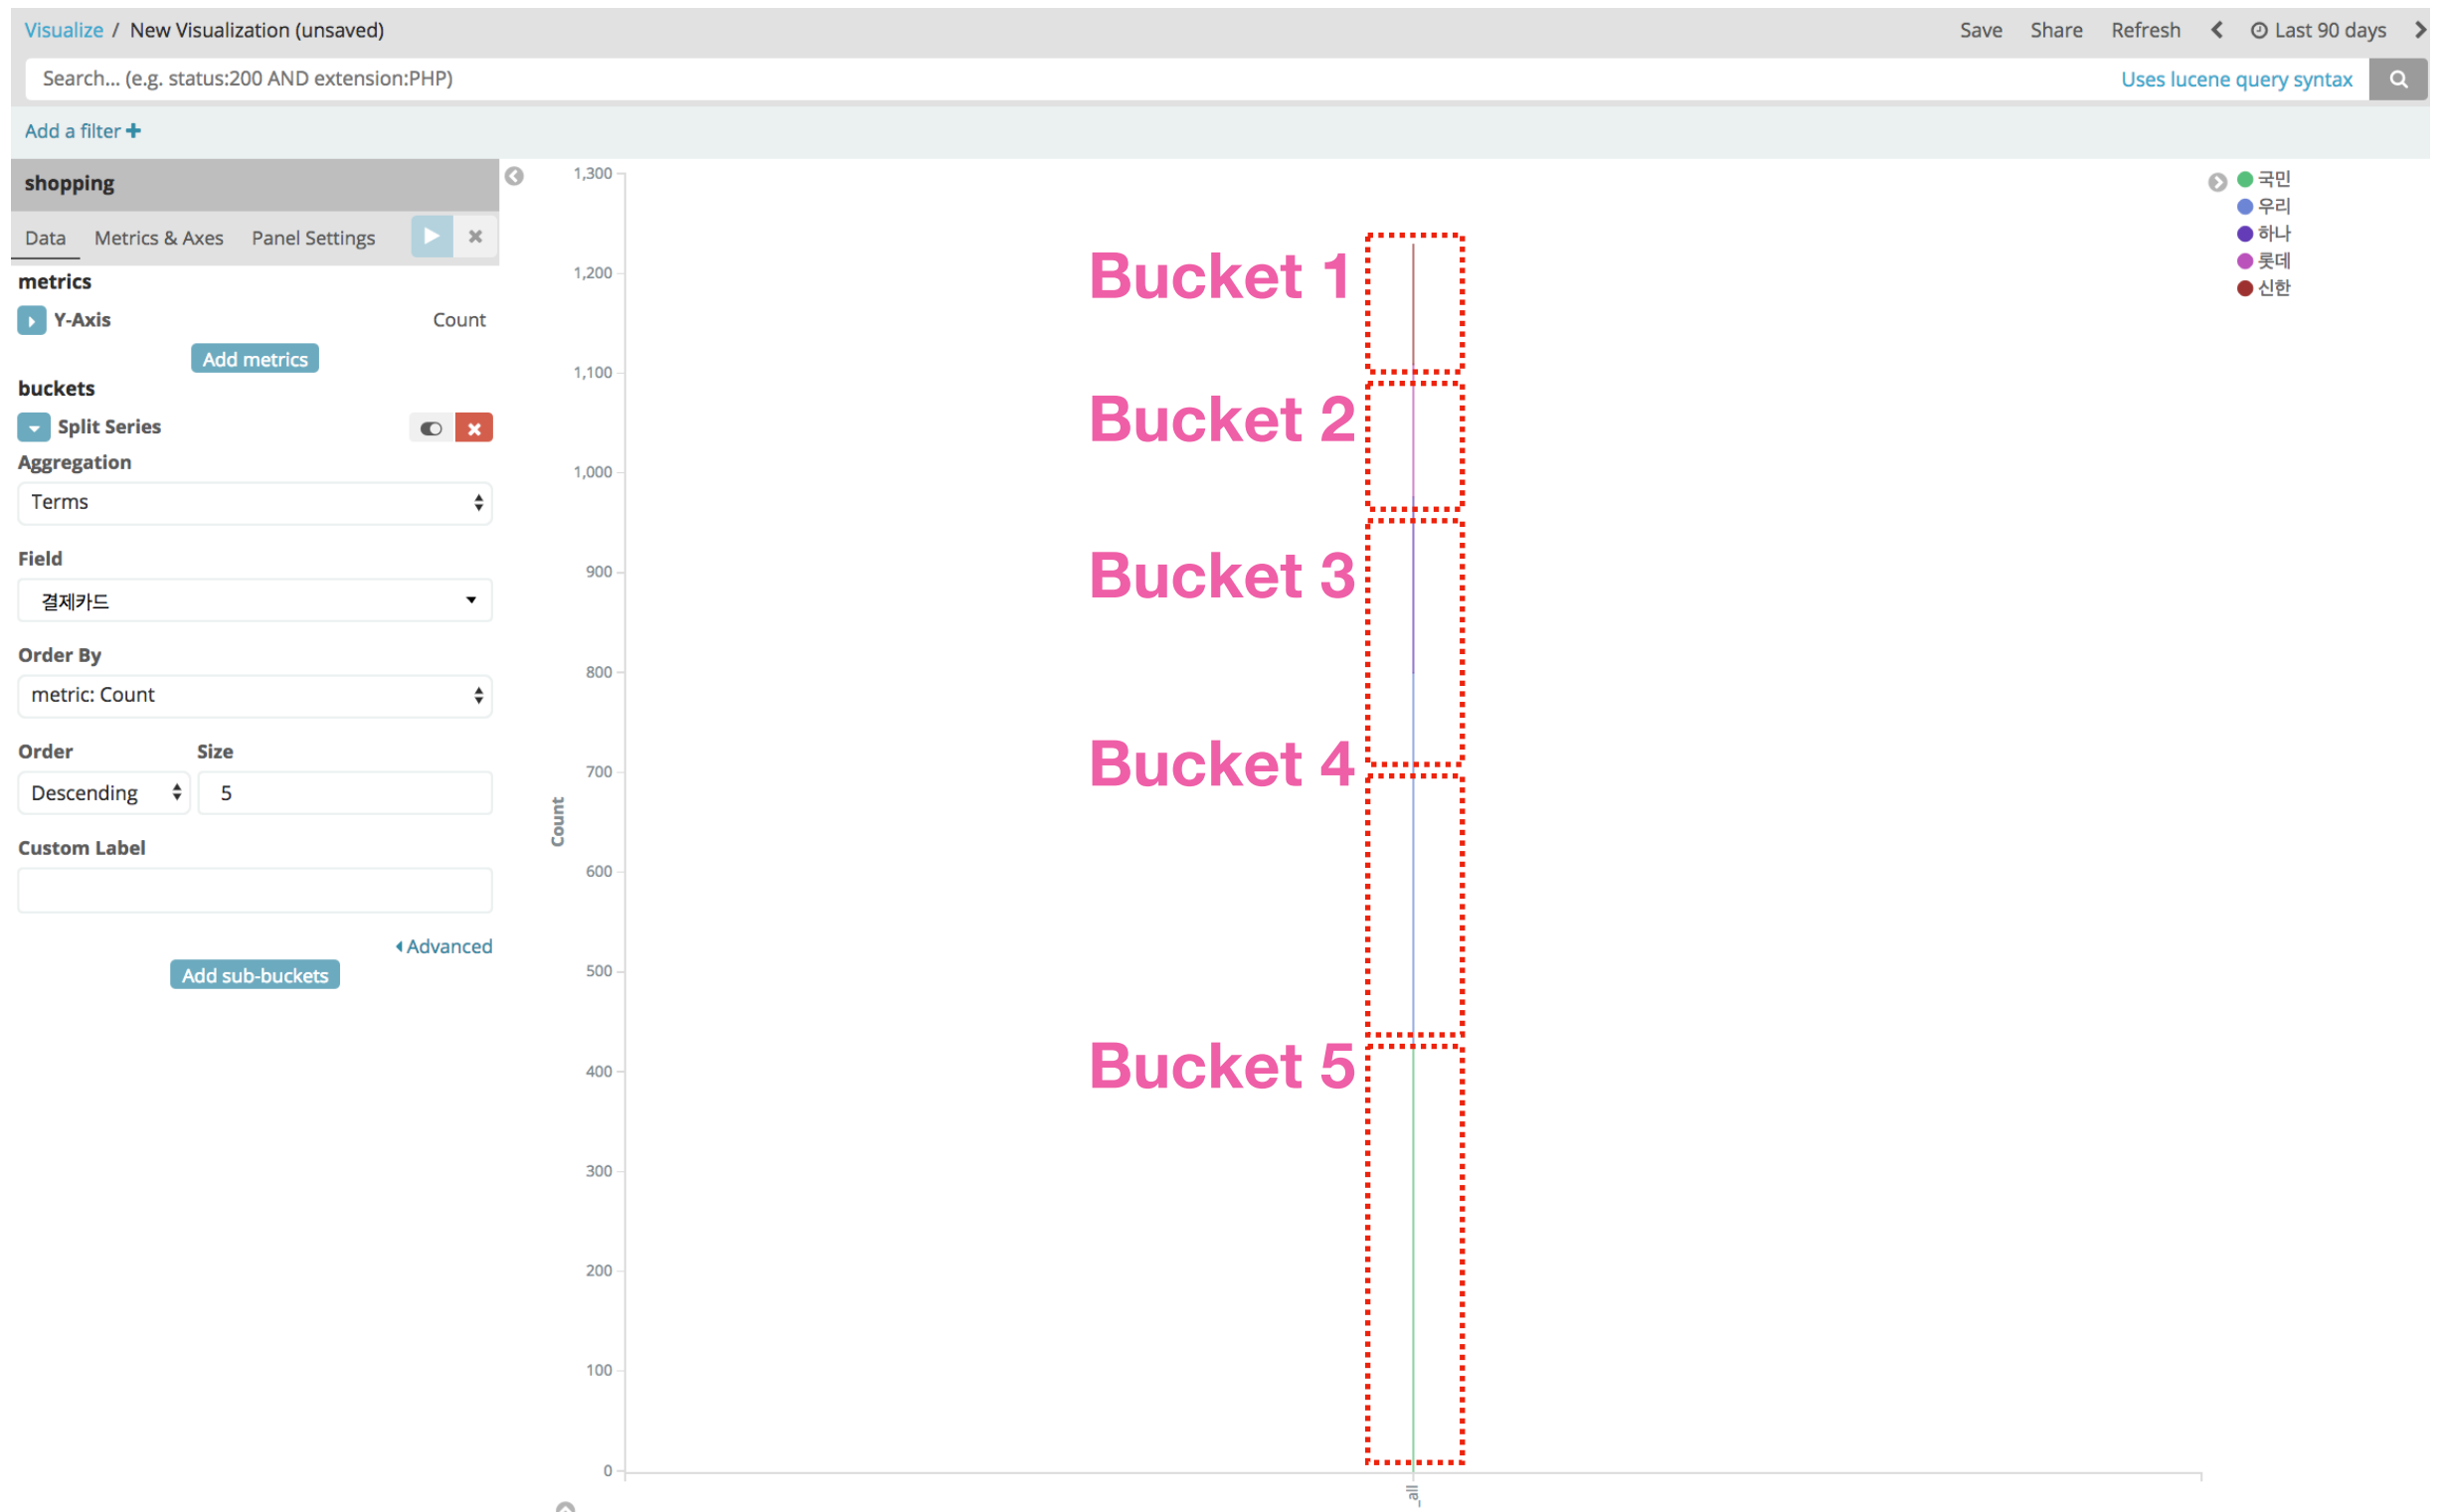 Visualize / New Visualization (unsaved)
Save Share Refresh Last 90 days
Search... (e.g. status:200 AND extension:PHP)
Uses lucene query syntax
Add a filter
shopping
Data Metrics & Axes Panel Settings
metrics
Y-Axis Count
Add metrics
buckets
Split Series
Aggregation
Terms
Field
결제카드
Order By
metric: Count
Order Size
Descending 5
Custom Label
Advanced
Add sub-buckets
Count
1,300
1,200
1,100
1,000
900
800
700
600
500
400
300
200
100
0
Bucket 1
Bucket 2
Bucket 3
Bucket 4
Bucket 5
_all
국민
우리
하나
롯데
신한